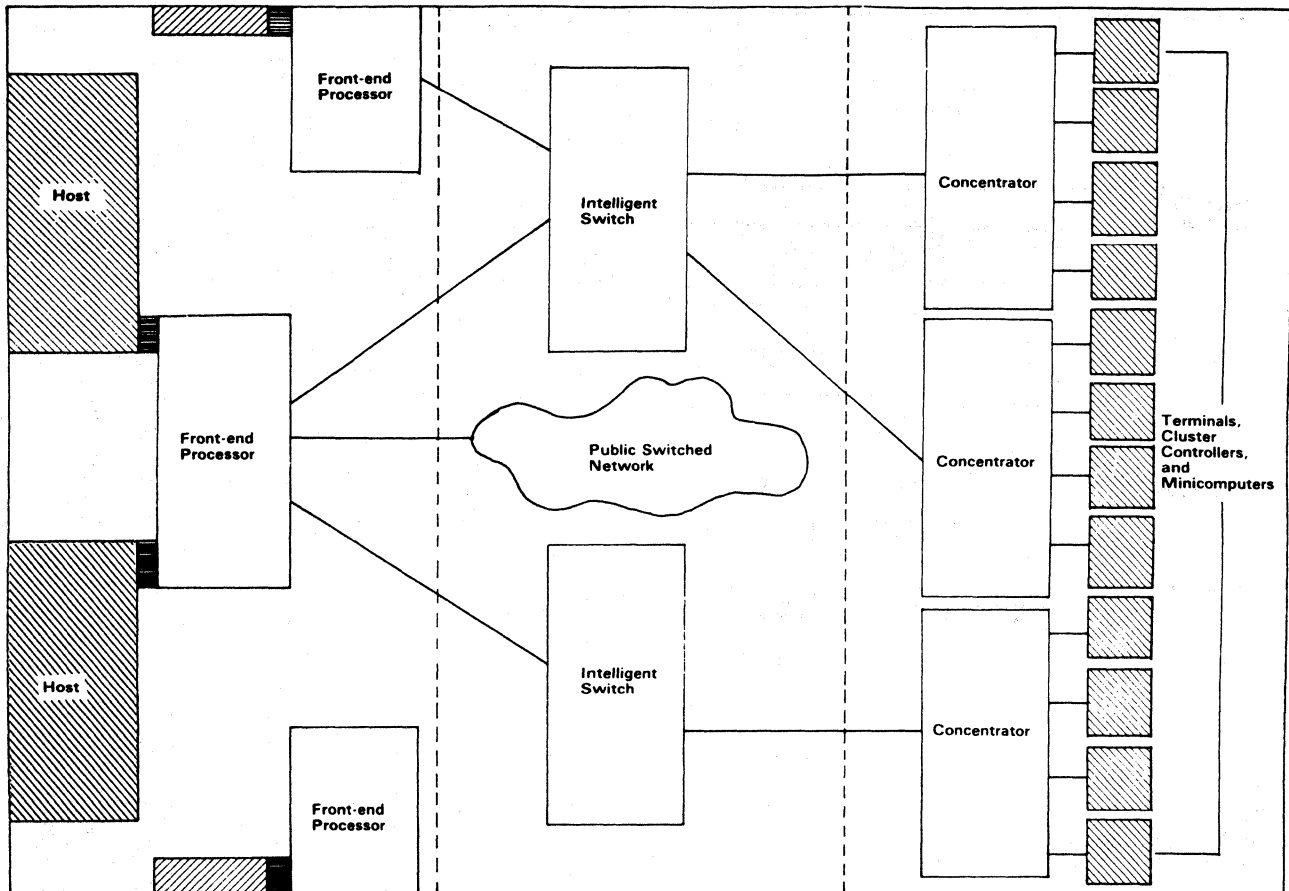 Front-end
Processor
Host
Intelligent
Switch
Concentrator
Front-end
Processor
Public Switched
Network
Concentrator
Terminals,
Cluster
Controllers,
and
Minicomputers
Host
Intelligent
Switch
Concentrator
Front-end
Processor